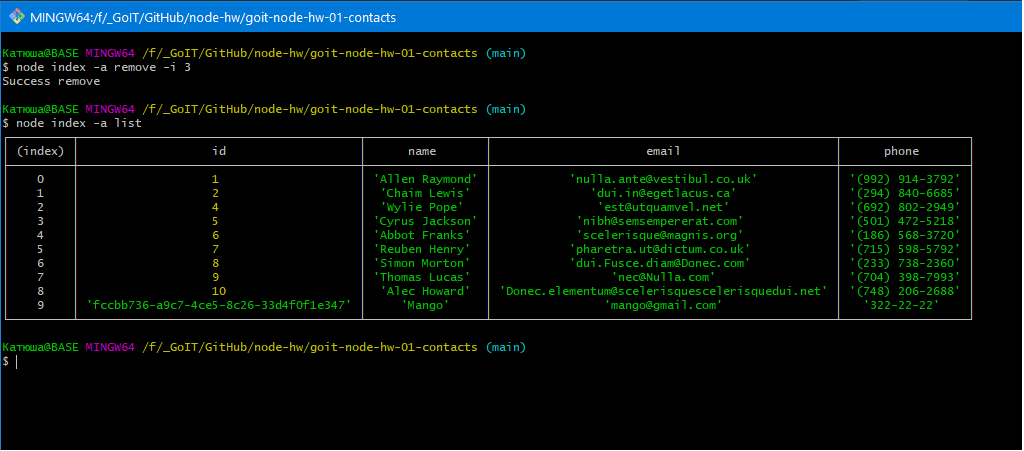 MINGW64:/f/_GoIT/GitHub/node-hw/goit-node-hw-01-contacts
Катюша@BASE MINGW64 /f/_GoIT/GitHub/node-hw/goit-node-hw-01-contacts (main)
$ node index -a remove -i 3
Success remove
Катюша@BASE MINGW64 /f/_GoIT/GitHub/node-hw/goit-node-hw-01-contacts (main)
$ node index -a list
(index) id name email phone
0 1 'Allen Raymond' 'nulla.ante@vestibul.co.uk' '(992) 914-3792'
1 2 'Chaim Lewis' 'dui.in@egetlacus.ca' '(294) 840-6685'
2 4 'Wylie Pope' 'est@utquamvel.net' '(692) 802-2949'
3 5 'Cyrus Jackson' 'nibh@semsempererat.com' '(501) 472-5218'
4 6 'Abbot Franks' 'scelerisque@magnis.org' '(186) 568-3720'
5 7 'Reuben Henry' 'pharetra.ut@dictum.co.uk' '(715) 598-5792'
6 8 'Simon Morton' 'dui.Fusce.diam@Donec.com' '(233) 738-2360'
7 9 'Thomas Lucas' 'nec@Nulla.com' '(704) 398-7993'
8 10 'Alec Howard' 'Donec.elementum@scelerisquescelerisquedui.net' '(748) 206-2688'
9 'fccbb736-a9c7-4ce5-8c26-33d4f0f1e347' 'Mango' 'mango@gmail.com' '322-22-22'
Катюша@BASE MINGW64 /f/_GoIT/GitHub/node-hw/goit-node-hw-01-contacts (main)
$